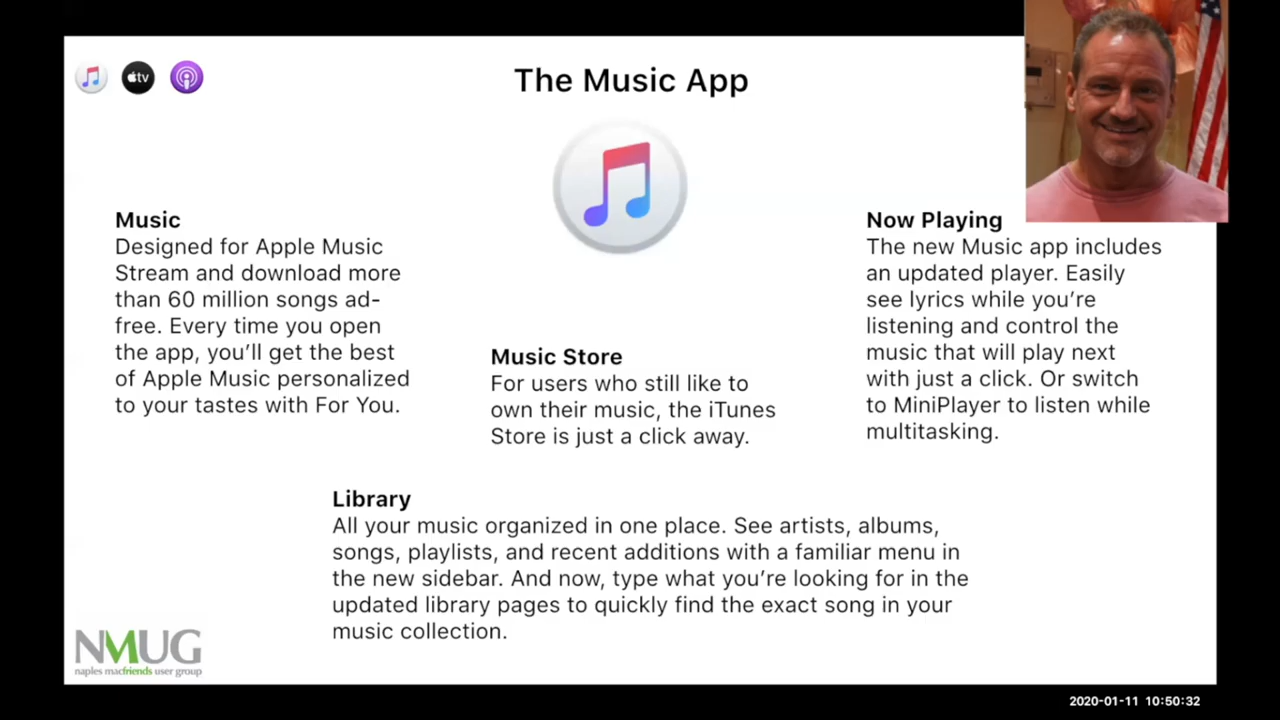 tv
The Music App
Music
Designed for Apple Music
Stream and download more
than 60 million songs ad-
free. Every time you open
the app, you’ll get the best
of Apple Music personalized
to your tastes with For You.
Music Store
For users who still like to
own their music, the iTunes
Store is just a click away.
Now Playing
The new Music app includes
an updated player. Easily
see lyrics while you’re
listening and control the
music that will play next
with just a click. Or switch
to MiniPlayer to listen while
multitasking.
Library
All your music organized in one place. See artists, albums,
songs, playlists, and recent additions with a familiar menu in
the new sidebar. And now, type what you’re looking for in the
updated library pages to quickly find the exact song in your
music collection.
NMUG
naples macfriends user group
2020-01-11 10:50:32